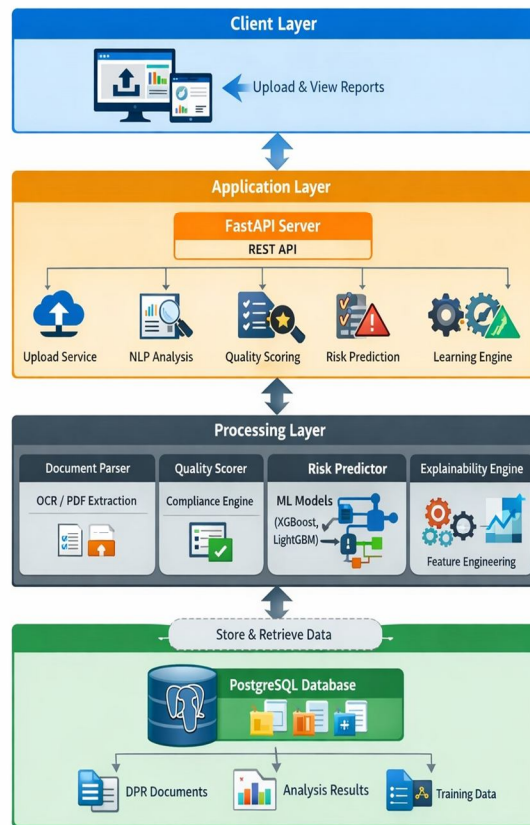 Client Layer
Upload & View Reports
Application Layer
FastAPI Server
REST API
Upload Service
NLP Analysis
Quality Scoring
Risk Prediction
Learning Engine
Processing Layer
Document Parser
OCR / PDF Extraction
Quality Scorer
Compliance Engine
Risk Predictor
ML Models
(XGBoost,
LightGBM)
Explainability Engine
Feature Engineering
Store & Retrieve Data
PostgreSQL Database
DPR Documents
Analysis Results
Training Data